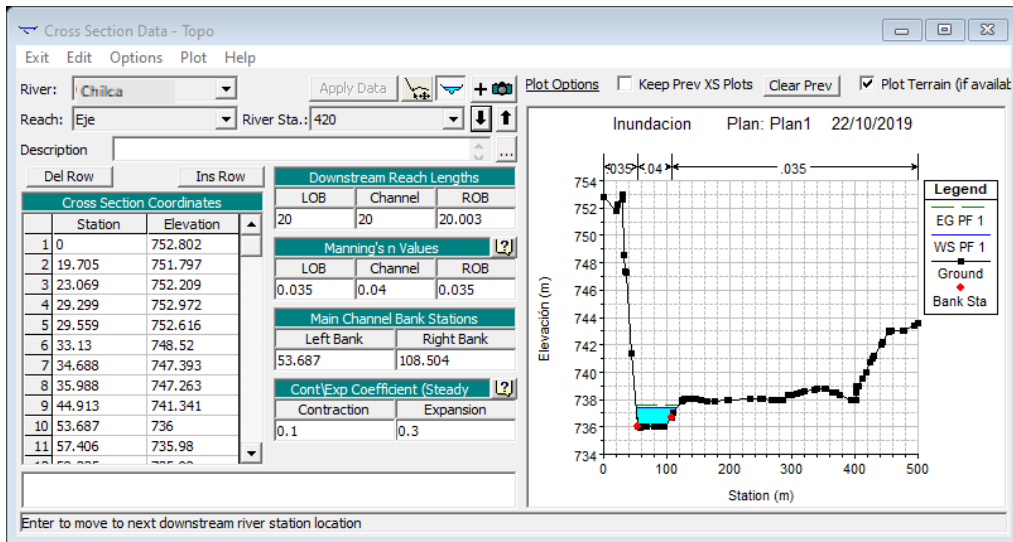 Cross Section Data - Topo
Exit Edit Options Plot Help
River: Chilca Apply Data
Reach: Eje River Sta.: 420
Description ...
Del Row Ins Row
Cross Section Coordinates
Station Elevation
1 0 752.802
2 19.705 751.797
3 23.069 752.209
4 29.299 752.972
5 29.559 752.616
6 33.13 748.52
7 34.688 747.393
8 35.988 747.263
9 44.913 741.341
10 53.687 736
11 57.406 735.98
Downstream Reach Lengths
LOB Channel ROB
20 20 20.003
Manning's n Values
LOB Channel ROB
0.035 0.04 0.035
Main Channel Bank Stations
Left Bank Right Bank
53.687 108.504
Cont\Exp Coefficient (Steady
Contraction Expansion
0.1 0.3
Enter to move to next downstream river station location
Plot Options Keep Prev XS Plots Clear Prev Plot Terrain (if availab
Inundacion Plan: Plan1 22/10/2019
.035 .04 .035
754
752
750
748
746
744
742
740
738
736
734
Elevación (m)
0 100 200 300 400 500
Station (m)
Legend
EG PF 1
WS PF 1
Ground
Bank Sta